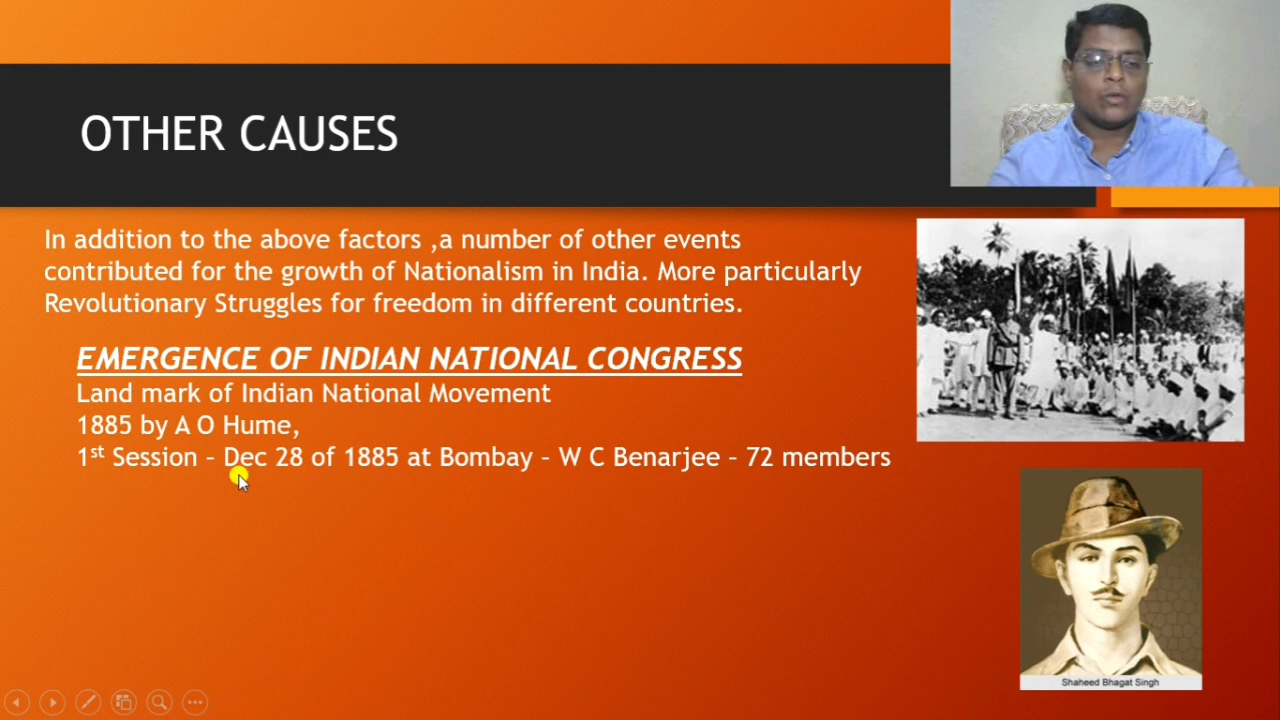 OTHER CAUSES
In addition to the above factors ,a number of other events
contributed for the growth of Nationalism in India. More particularly
Revolutionary Struggles for freedom in different countries.
EMERGENCE OF INDIAN NATIONAL CONGRESS
Land mark of Indian National Movement
1885 by A O Hume,
1st Session – Dec 28 of 1885 at Bombay – W C Benarjee – 72 members
Shaheed Bhagat Singh